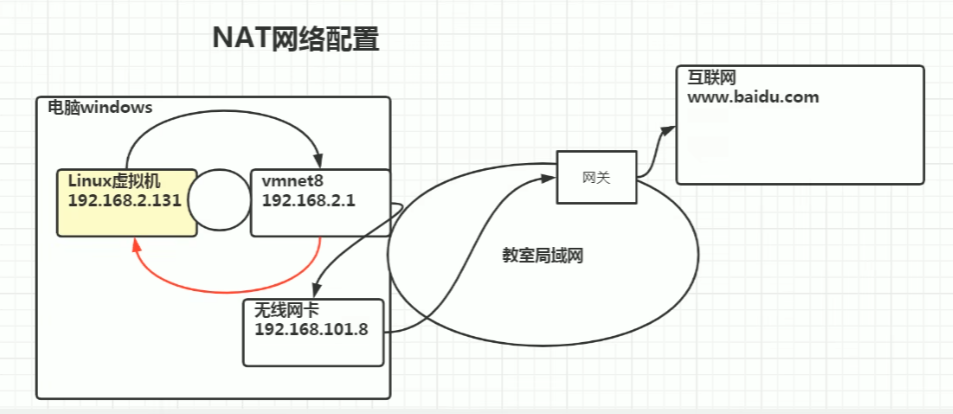 NAT网络配置
互联网
www.baidu.com
电脑windows
Linux虚拟机
192.168.2.131
vmnet8
192.168.2.1
网关
教室局域网
无线网卡
192.168.101.8